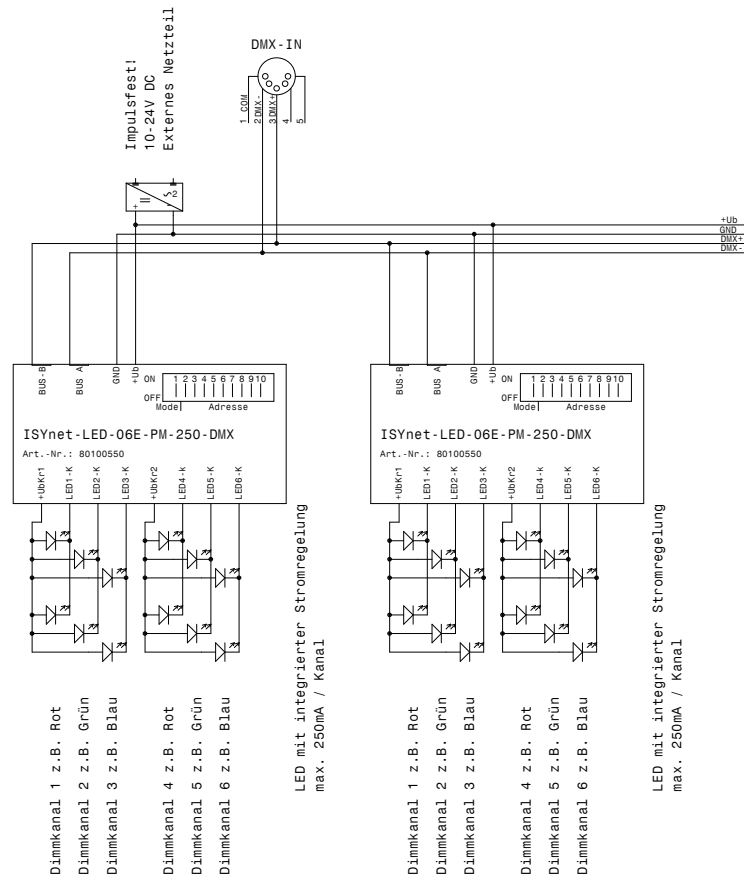 Impulsfest!
10-24V DC
Externes Netzteil
DMX-IN
1 COM
2 DMX-
3 DMX+
4
5
+
=
~2
+Ub
GND
DMX+
DMX-
BUS-B
BUS A
GND
+Ub
ON
OFF
1 2 3 4 5 6 7 8 9 10
Mode
Adresse
ISYnet-LED-06E-PM-250-DMX
Art.-Nr.: 80100550
+UbKr1
LED1-K
LED2-K
LED3-K
+UbKr2
LED4-k
LED5-K
LED6-K
Dimmkanal 1 z.B. Rot
Dimmkanal 2 z.B. Grün
Dimmkanal 3 z.B. Blau
Dimmkanal 4 z.B. Rot
Dimmkanal 5 z.B. Grün
Dimmkanal 6 z.B. Blau
LED mit integrierter Stromregelung
max. 250mA / Kanal
BUS-B
BUS A
GND
+Ub
ON
OFF
1 2 3 4 5 6 7 8 9 10
Mode
Adresse
ISYnet-LED-06E-PM-250-DMX
Art.-Nr.: 80100550
+UbKr1
LED1-K
LED2-K
LED3-K
+UbKr2
LED4-k
LED5-K
LED6-K
Dimmkanal 1 z.B. Rot
Dimmkanal 2 z.B. Grün
Dimmkanal 3 z.B. Blau
Dimmkanal 4 z.B. Rot
Dimmkanal 5 z.B. Grün
Dimmkanal 6 z.B. Blau
LED mit integrierter Stromregelung
max. 250mA / Kanal